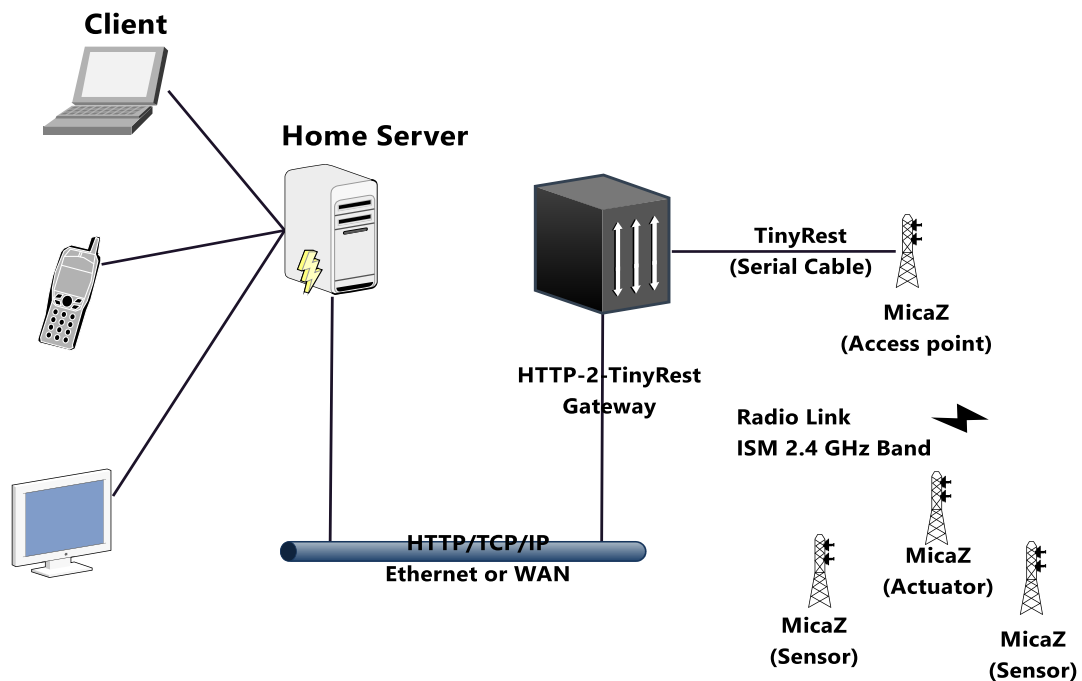 Client
Home Server
TinyRest
(Serial Cable)
MicaZ
(Access point)
HTTP-2-TinyRest
Gateway
Radio Link
ISM 2.4 GHz Band
HTTP/TCP/IP
Ethernet or WAN
MicaZ
(Actuator)
MicaZ
(Sensor)
MicaZ
(Sensor)